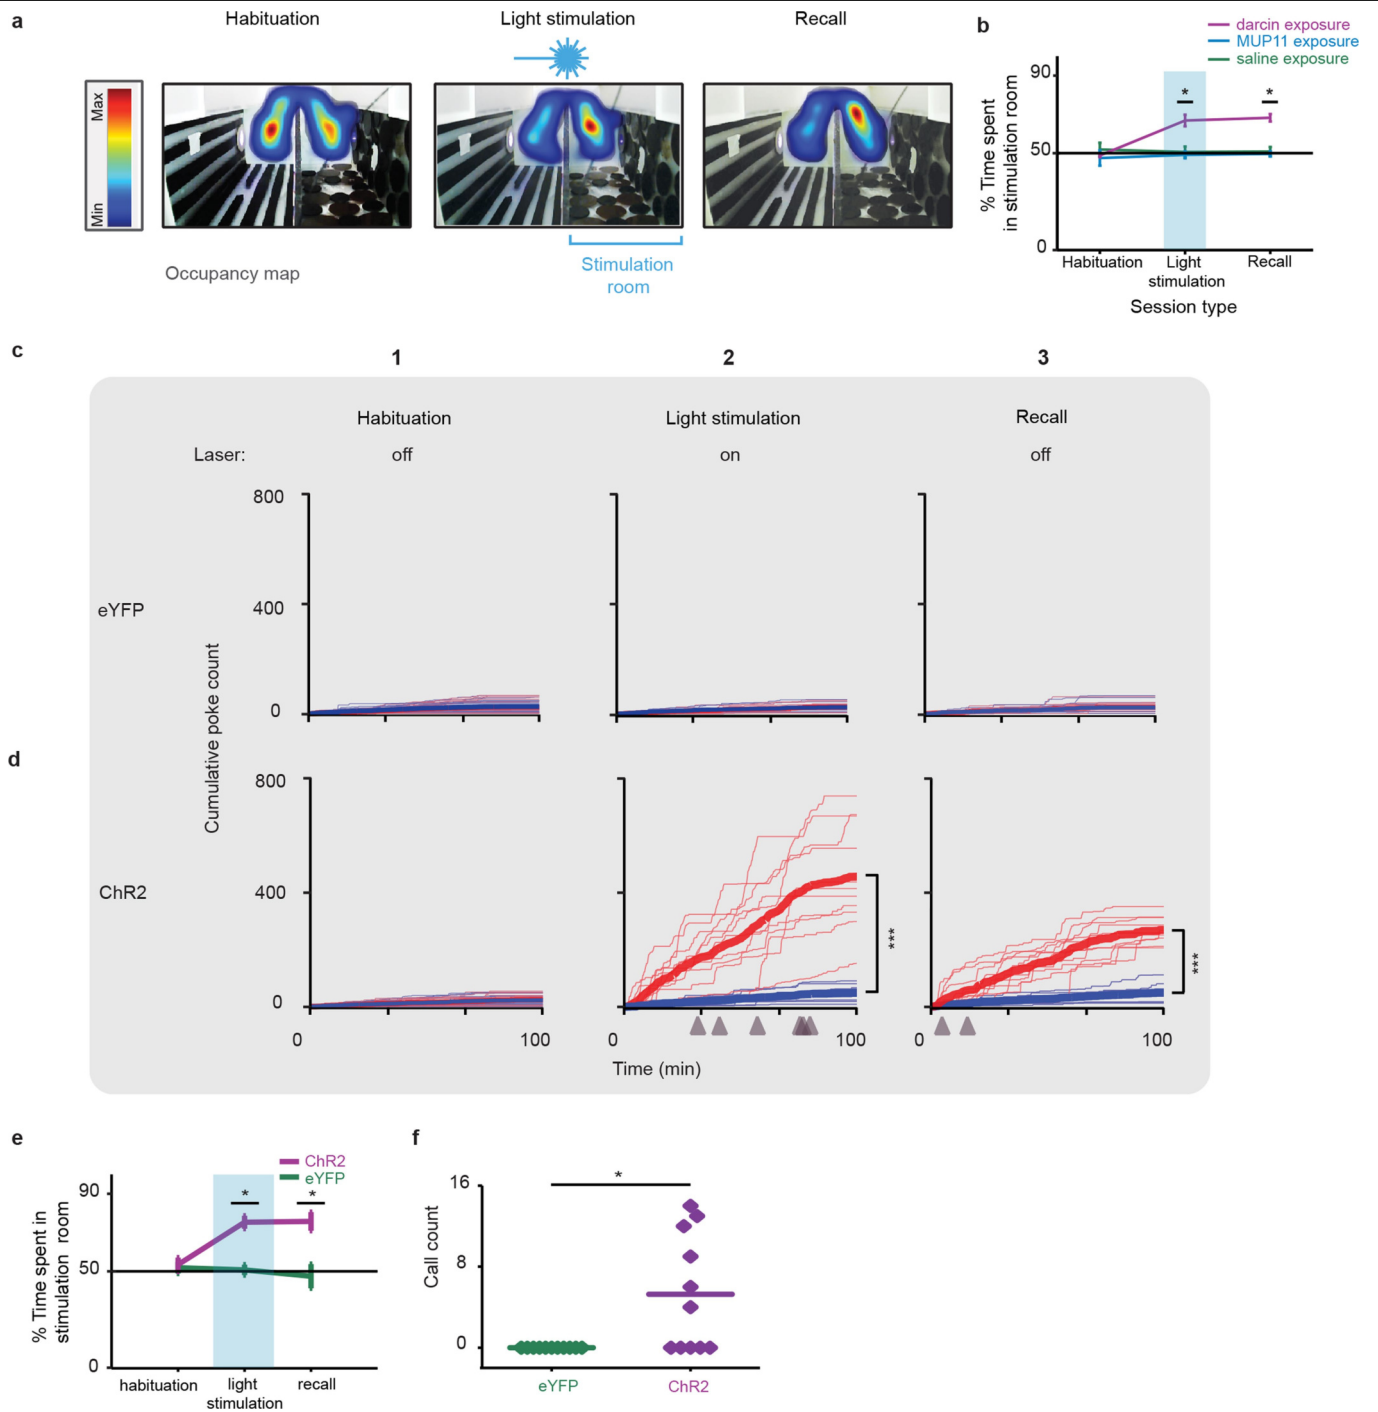 a
Habituation
Light stimulation
Recall
Max
Min
Occupancy map
Stimulation
room
b
darcin exposure
MUP11 exposure
saline exposure
% Time spent
in stimulation room
90
50
0
*
*
Habituation
Light
stimulation
Recall
Session type
c
1
2
3
Habituation
Light stimulation
Recall
Laser:
off
on
off
eYFP
Cumulative poke count
800
400
0
d
ChR2
800
400
0
***
***
0
100
0
100
0
100
Time (min)
e
ChR2
eYFP
% Time spent in
stimulation room
90
50
0
*
*
habituation
light
stimulation
recall
f
*
Call count
16
8
0
eYFP
ChR2